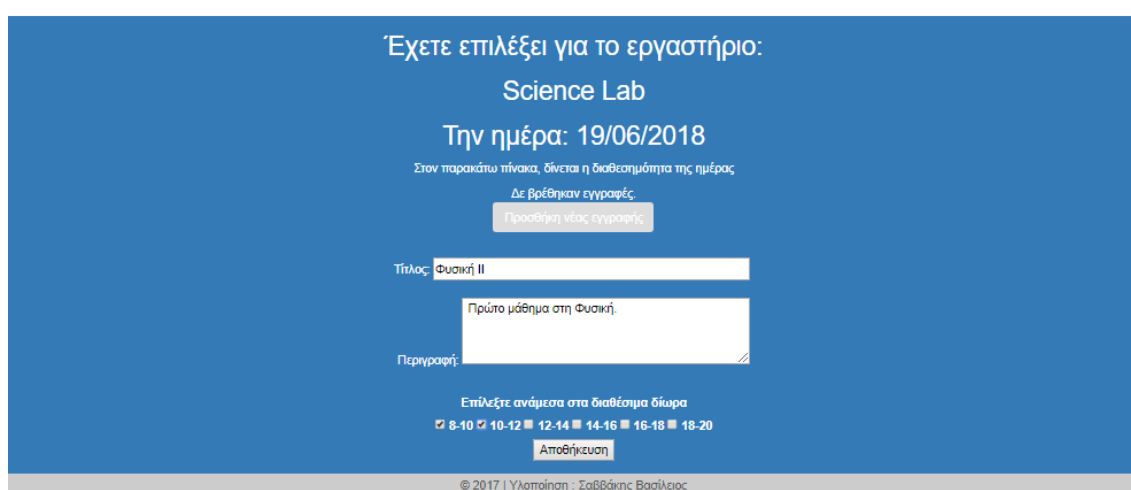 Έχετε επιλέξει για το εργαστήριο:
Science Lab
Την ημέρα: 19/06/2018
Στον παρακάτω πίνακα, δίνεται η διαθεσημότητα της ημέρας
Δε βρέθηκαν εγγραφές.
Προσθήκη νέας εγγραφής
Τίτλος: Φυσική ΙΙ
Πρώτο μάθημα στη Φυσική.
Περιγραφή:
Επίλεξτε ανάμεσα στα διαθέσιμα δίωρα
8-10 10-12 12-14 14-16 16-18 18-20
Αποθήκευση
© 2017 | Υλοποίηση : Σαββάκης Βασίλειος